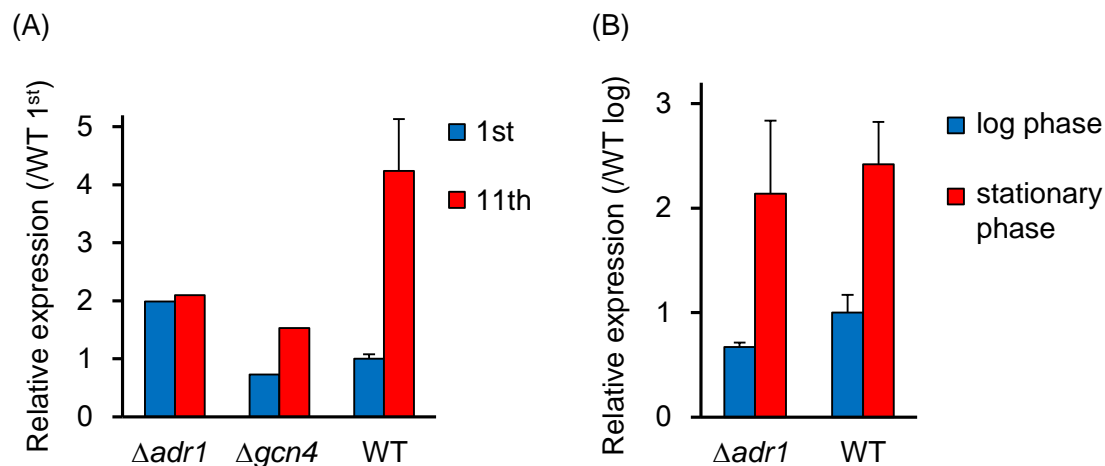 (A)
Relative expression (/WT 1st)
5
4
3
2
1
0
Δadr1 Δgcn4 WT
1st
11th
(B)
Relative expression (/WT log)
3
2
1
0
Δadr1 WT
log phase
stationary
phase